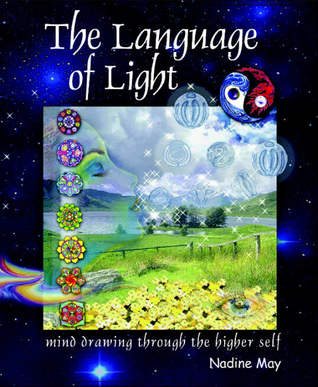 The Language
of Light
mind drawing through the higher self
Nadine May